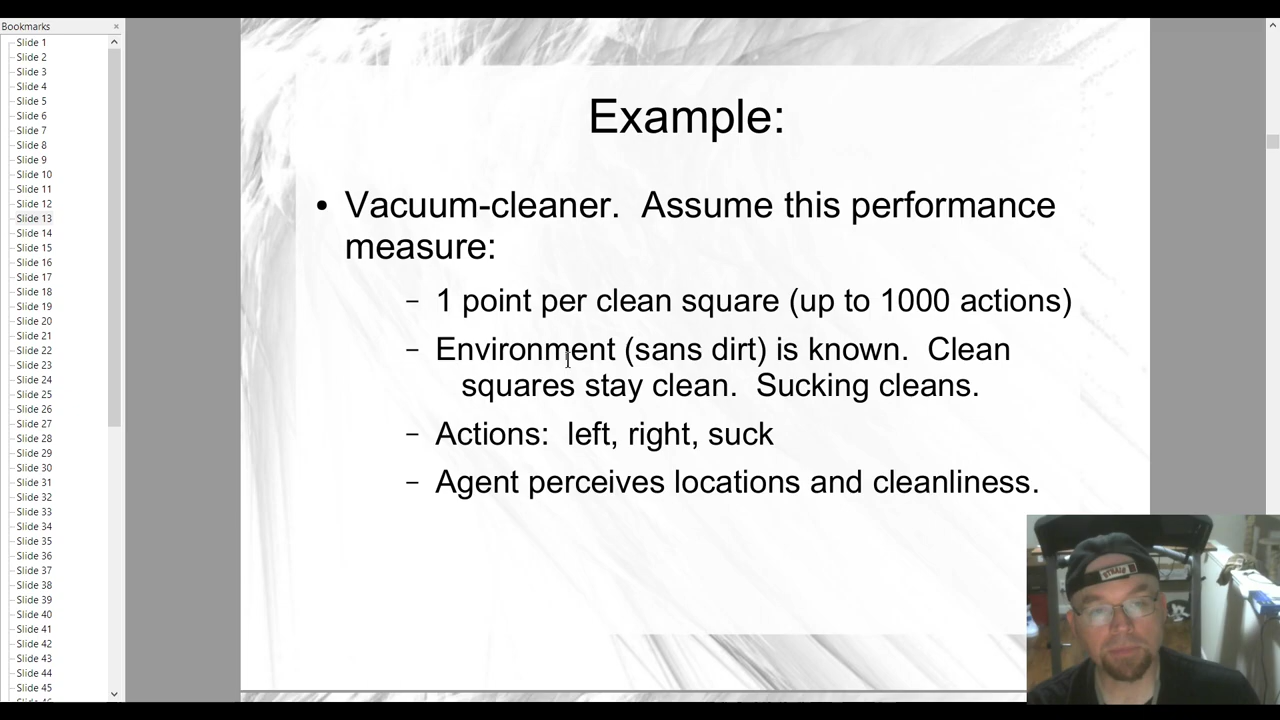 Bookmarks
Slide 1
Slide 2
Slide 3
Slide 4
Slide 5
Slide 6
Slide 7
Slide 8
Slide 9
Slide 10
Slide 11
Slide 12
Slide 13
Slide 14
Slide 15
Slide 16
Slide 17
Slide 18
Slide 19
Slide 20
Slide 21
Slide 22
Slide 23
Slide 24
Slide 25
Slide 26
Slide 27
Slide 28
Slide 29
Slide 30
Slide 31
Slide 32
Slide 33
Slide 34
Slide 35
Slide 36
Slide 37
Slide 38
Slide 39
Slide 40
Slide 41
Slide 42
Slide 43
Slide 44
Slide 45
Example:
• Vacuum-cleaner. Assume this performance
measure:
– 1 point per clean square (up to 1000 actions)
– Environment (sans dirt) is known. Clean
squares stay clean. Sucking cleans.
– Actions: left, right, suck
– Agent perceives locations and cleanliness.